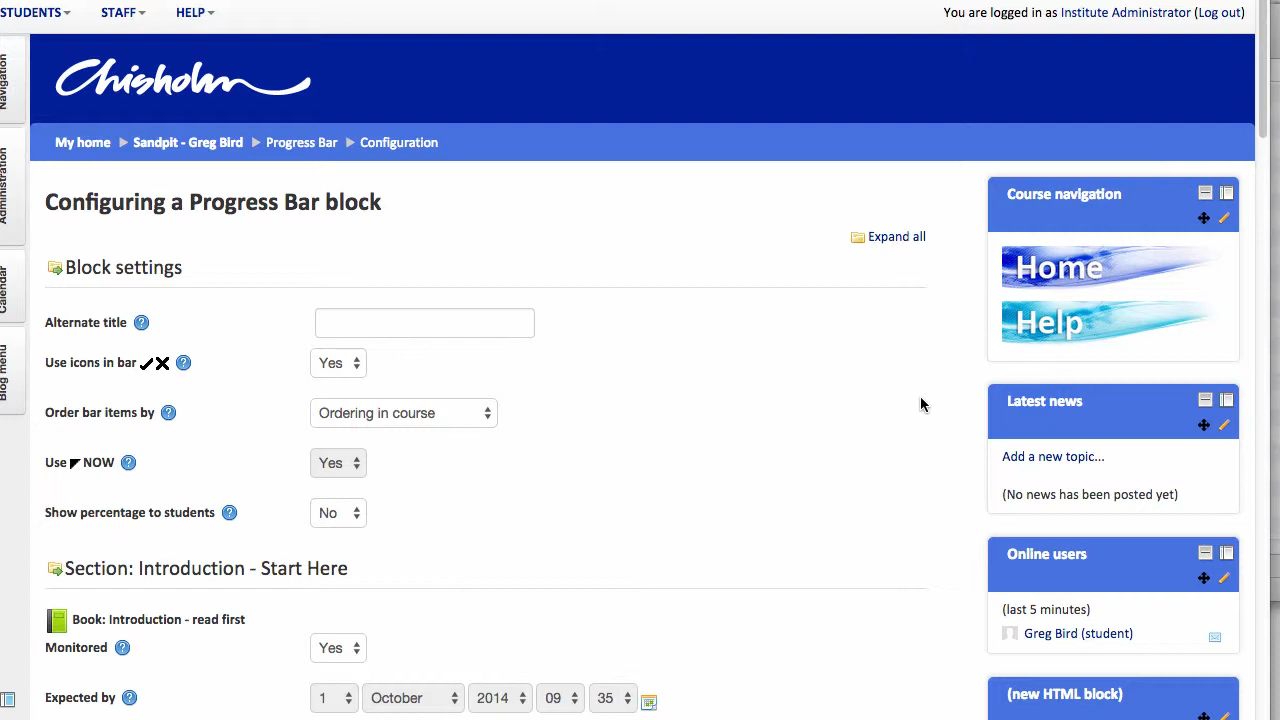 STUDENTS STAFF HELP You are logged in as Institute Administrator (Log out)
Chisholm
My home Sandpit - Greg Bird Progress Bar Configuration
Navigation
Administration
Calendar
Blog menu
Configuring a Progress Bar block
Expand all
Block settings
Alternate title
Use icons in bar Yes
Order bar items by Ordering in course
Use NOW Yes
Show percentage to students No
Section: Introduction - Start Here
Book: Introduction - read first
Monitored Yes
Expected by 1 October 2014 09 35
Course navigation
Home
Help
Latest news
Add a new topic...
(No news has been posted yet)
Online users
(last 5 minutes)
Greg Bird (student)
(new HTML block)